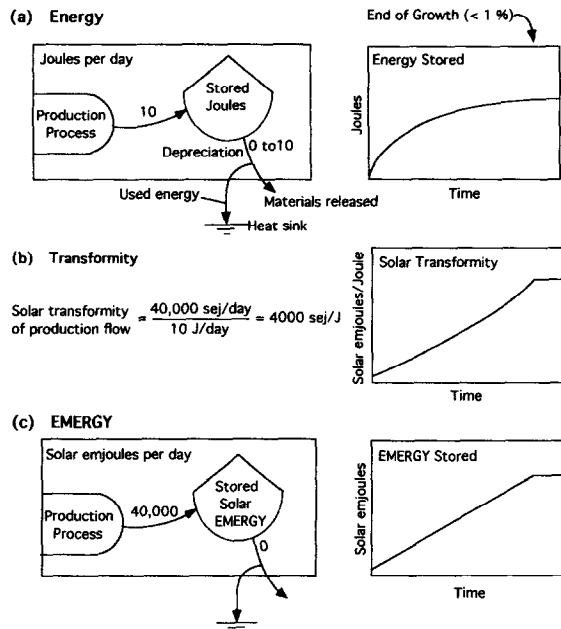 (a) Energy
End of Growth (< 1 %)
Joules per day
Production
Process
10
Stored
Joules
Depreciation
0 to10
Used energy
Materials released
Heat sink
Energy Stored
Joules
Time
(b) Transformity
Solar transformity
of production flow
=
40,000 sej/day
10 J/day
= 4000 sej/J
Solar Transformity
Solar emjoules/Joule
Time
(c) EMERGY
Solar emjoules per day
Production
Process
40,000
Stored
Solar
EMERGY
0
EMERGY Stored
Solar emjoules
Time